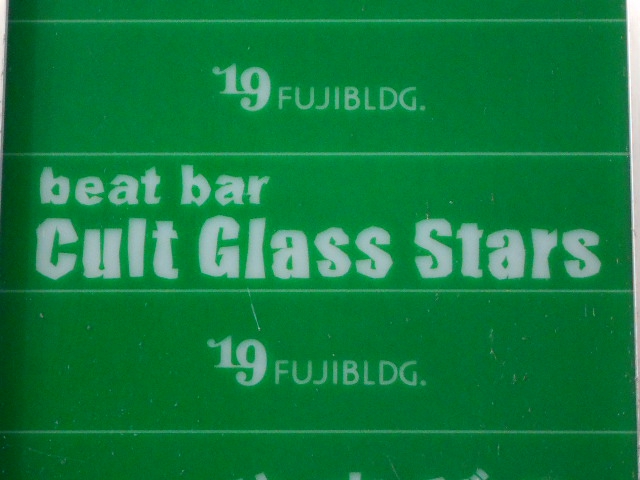 19 FUJIBLDG.
beat bar
Cult Glass Stars
19 FUJIBLDG.